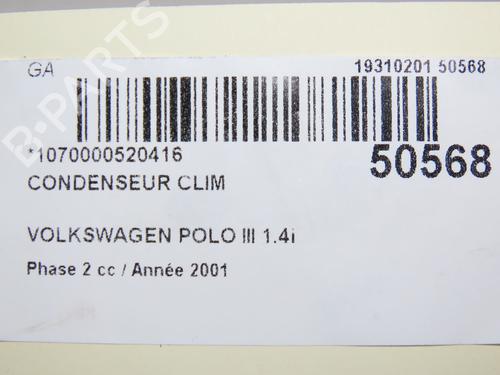 GA 19310201 50568
*1070000520416 50568
CONDENSEUR CLIM
VOLKSWAGEN POLO III 1.4i
Phase 2 cc / Année 2001
B-PARTS